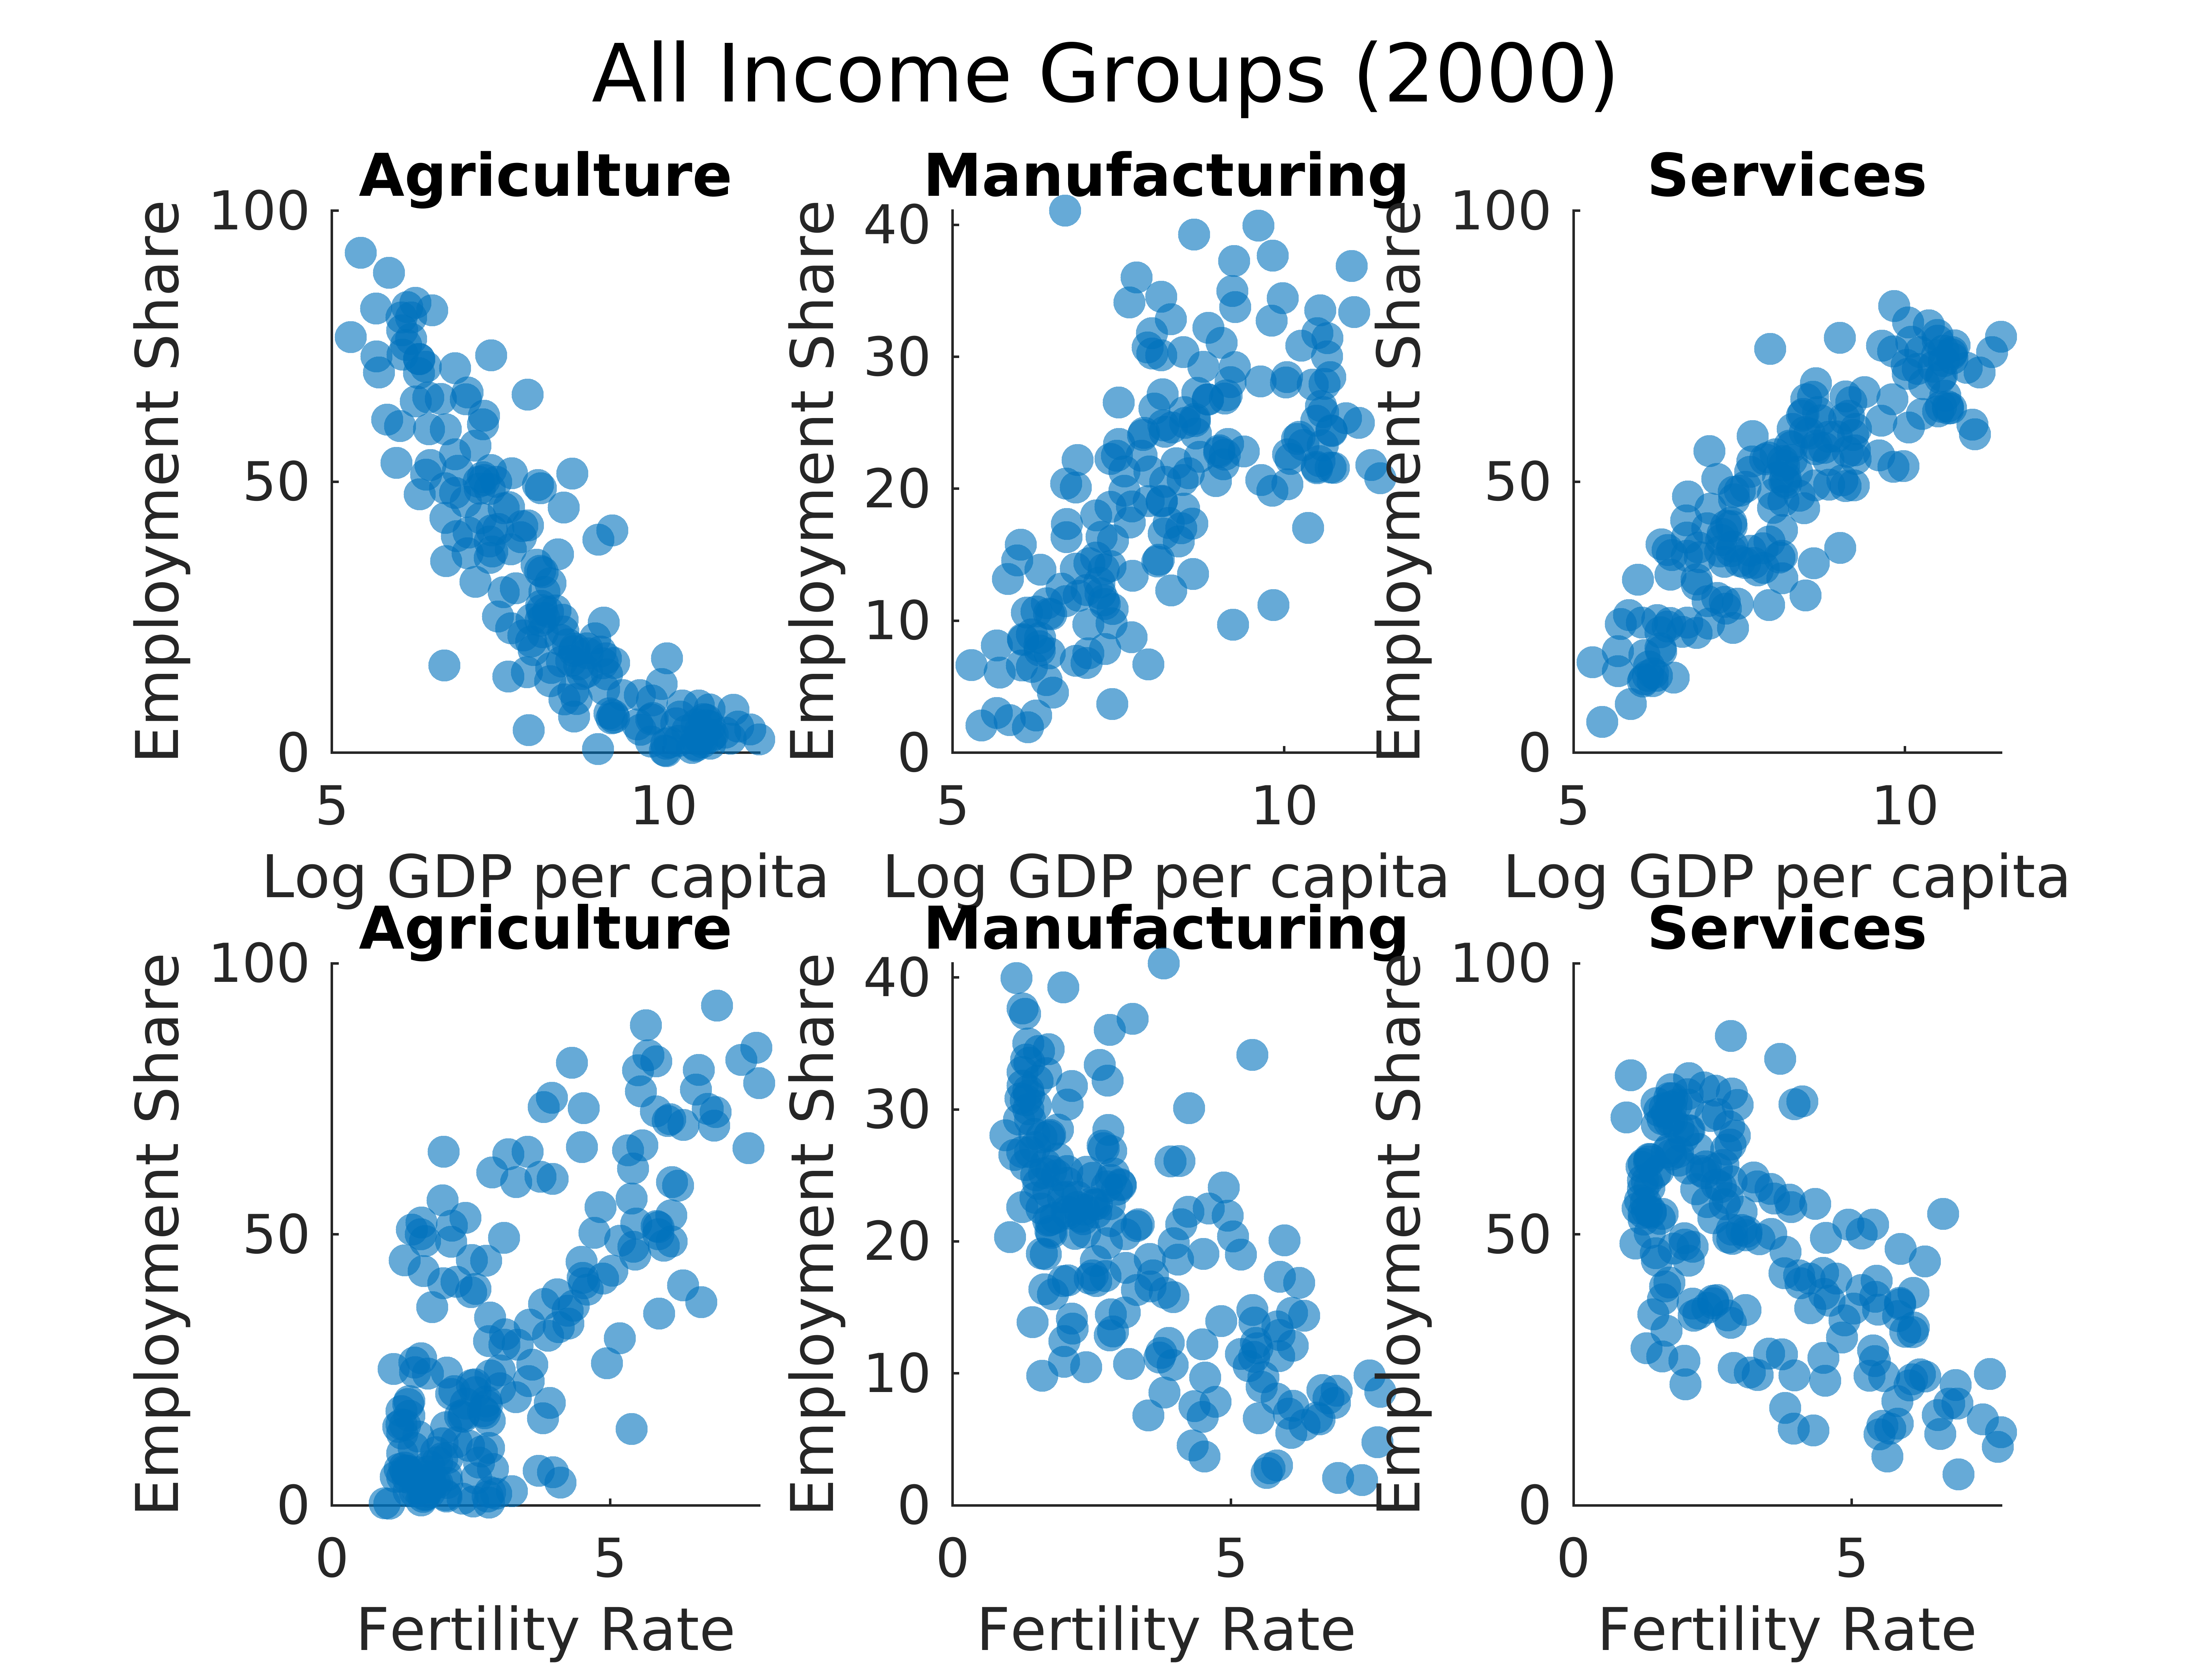 All Income Groups (2000)
Agriculture Manufacturing Services
Employment Share Employment Share Employment Share
100 40 100
30
50 20 50
10
0 0 0
5 10 5 10 5 10
Log GDP per capita Log GDP per capita Log GDP per capita
Agriculture Manufacturing Services
Employment Share Employment Share Employment Share
100 40 100
30
50 20 50
10
0 0 0
0 5 0 5 0 5
Fertility Rate Fertility Rate Fertility Rate